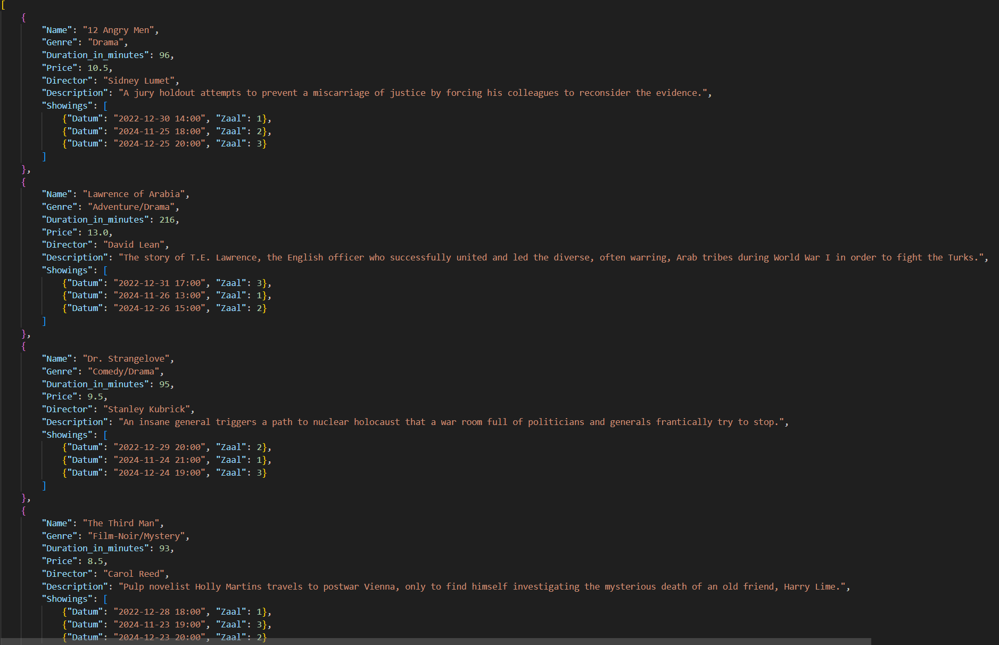 [
{
"Name": "12 Angry Men",
"Genre": "Drama",
"Duration_in_minutes": 96,
"Price": 10.5,
"Director": "Sidney Lumet",
"Description": "A jury holdout attempts to prevent a miscarriage of justice by forcing his colleagues to reconsider the evidence.",
"Showings": [
{"Datum": "2022-12-30 14:00", "Zaal": 1},
{"Datum": "2024-11-25 18:00", "Zaal": 2},
{"Datum": "2024-12-25 20:00", "Zaal": 3}
]
},
{
"Name": "Lawrence of Arabia",
"Genre": "Adventure/Drama",
"Duration_in_minutes": 216,
"Price": 13.0,
"Director": "David Lean",
"Description": "The story of T.E. Lawrence, the English officer who successfully united and led the diverse, often warring, Arab tribes during World War I in order to fight the Turks.",
"Showings": [
{"Datum": "2022-12-31 17:00", "Zaal": 3},
{"Datum": "2024-11-26 13:00", "Zaal": 1},
{"Datum": "2024-12-26 15:00", "Zaal": 2}
]
},
{
"Name": "Dr. Strangelove",
"Genre": "Comedy/Drama",
"Duration_in_minutes": 95,
"Price": 9.5,
"Director": "Stanley Kubrick",
"Description": "An insane general triggers a path to nuclear holocaust that a war room full of politicians and generals frantically try to stop.",
"Showings": [
{"Datum": "2022-12-29 20:00", "Zaal": 2},
{"Datum": "2024-11-24 21:00", "Zaal": 1},
{"Datum": "2024-12-24 19:00", "Zaal": 3}
]
},
{
"Name": "The Third Man",
"Genre": "Film-Noir/Mystery",
"Duration_in_minutes": 93,
"Price": 8.5,
"Director": "Carol Reed",
"Description": "Pulp novelist Holly Martins travels to postwar Vienna, only to find himself investigating the mysterious death of an old friend, Harry Lime.",
"Showings": [
{"Datum": "2022-12-28 18:00", "Zaal": 1},
{"Datum": "2024-11-23 19:00", "Zaal": 3},
{"Datum": "2024-12-23 20:00", "Zaal": 2}